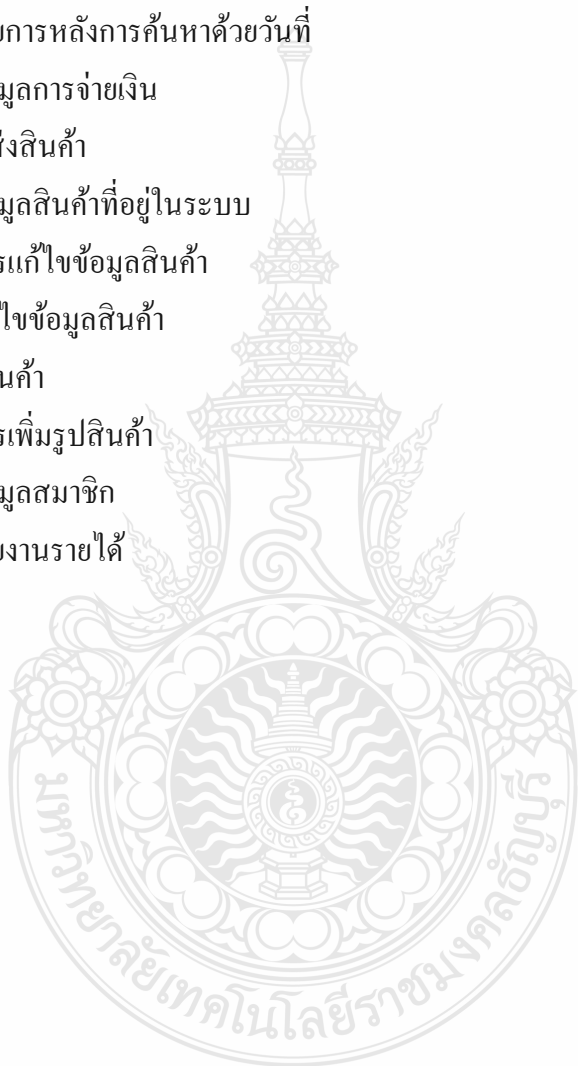 ยการหลังการค้นหาด้วยวันที่
มูลการจ่ายเงิน
ส่งสินค้า
มูลสินค้าที่อยู่ในระบบ
รแก้ไขข้อมูลสินค้า
ไขข้อมูลสินค้า
นค้า
รเพิ่มรูปสินค้า
มูลสมาชิก
ยงานรายได้
มหาวิทยาลัยเทคโนโลยีราชมงคลธัญบุรี